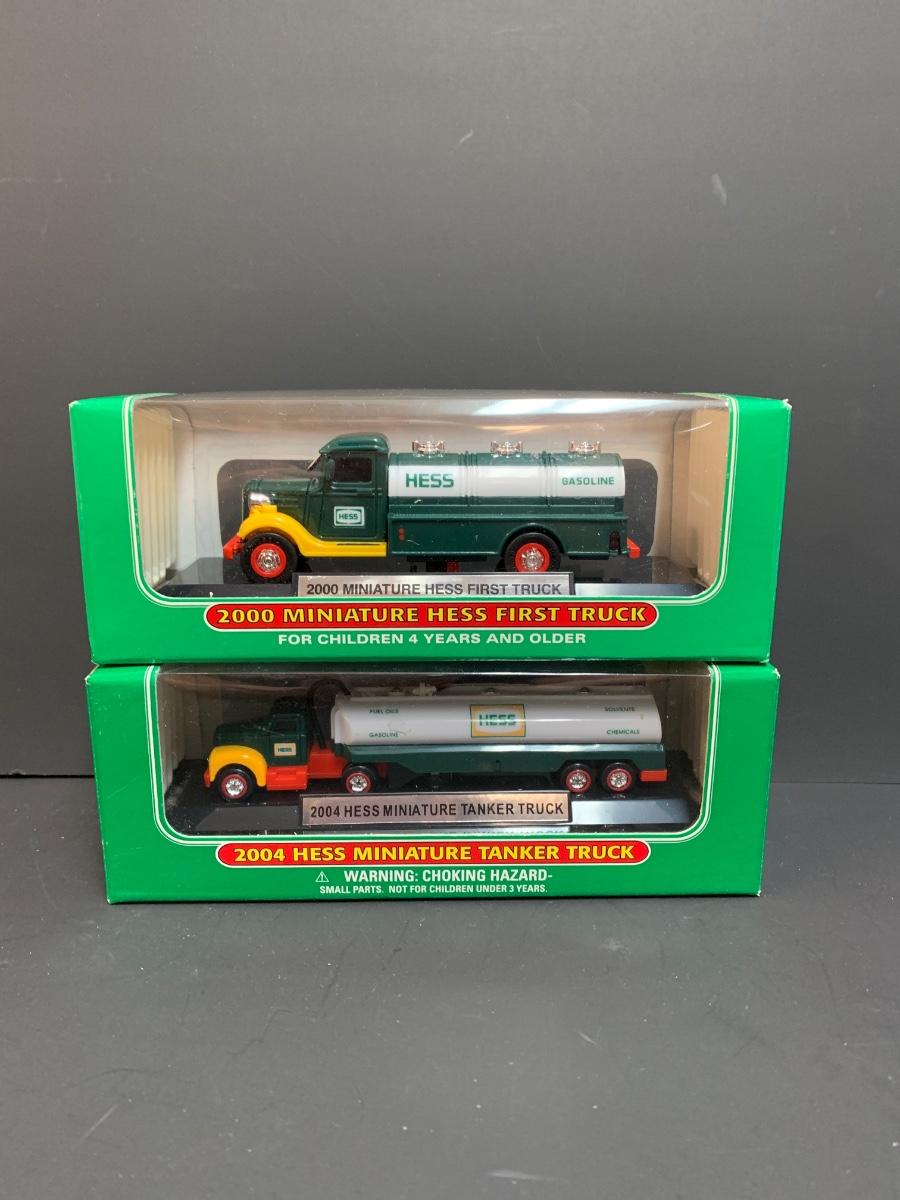 HESS
GASOLINE
HESS
2000 MINIATURE HESS FIRST TRUCK
2000 MINIATURE HESS FIRST TRUCK
FOR CHILDREN 4 YEARS AND OLDER
FUEL OILS
HESS
SOLVENTS
GASOLINE
CHEMICALS
HESS
2004 HESS MINIATURE TANKER TRUCK
2004 HESS MINIATURE TANKER TRUCK
⚠ WARNING: CHOKING HAZARD-
SMALL PARTS. NOT FOR CHILDREN UNDER 3 YEARS.